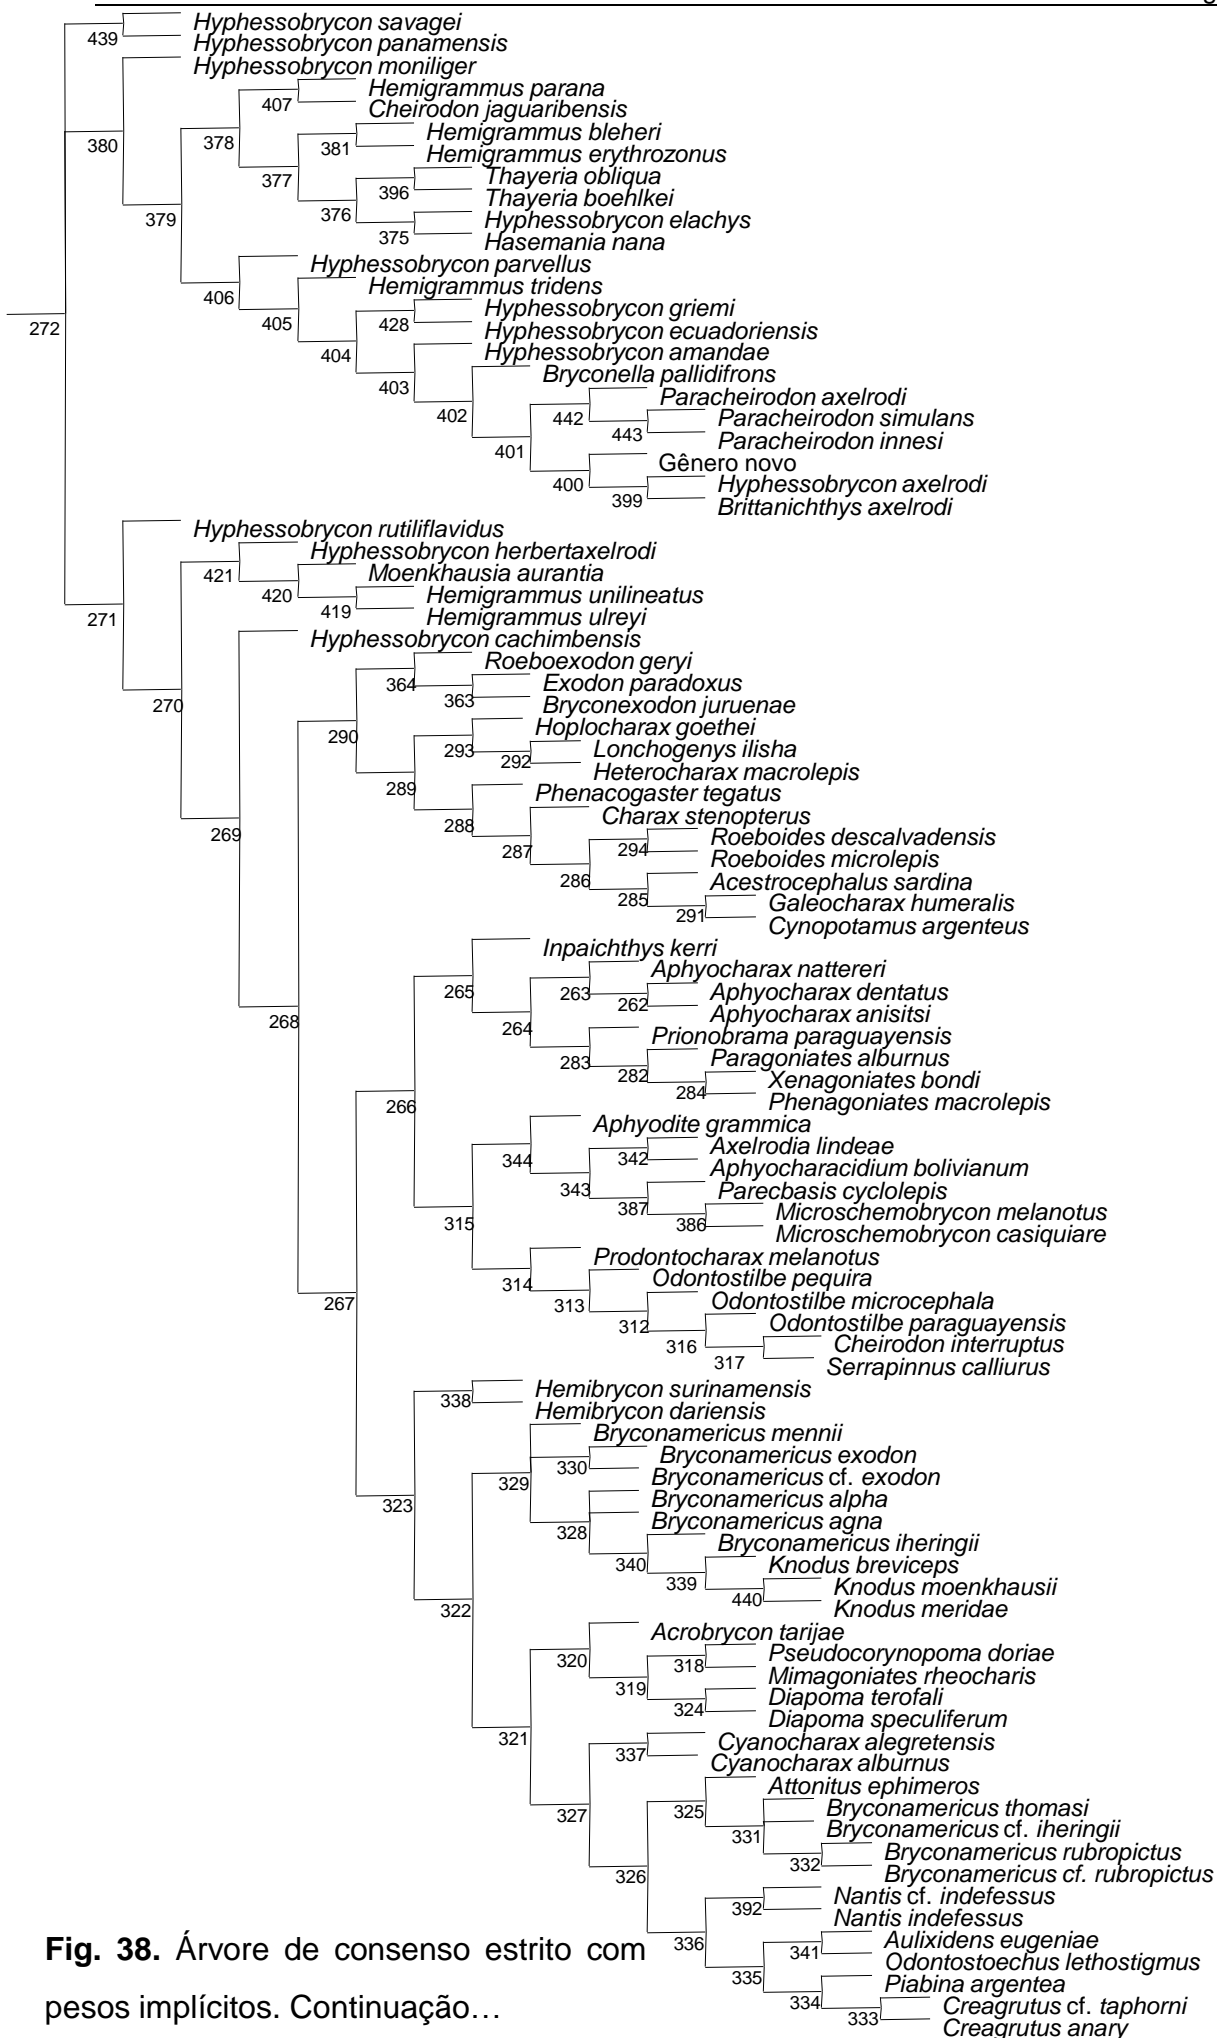 Hyphessobrycon savagei
439
Hyphessobrycon panamensis
Hyphessobrycon moniliger
Hemigrammus parana
407
Cheirodon jaguaribensis
Hemigrammus bleheri
380
378
381
Hemigrammus erythrozonus
Thayeria obliqua
377
396
Thayeria boehlkei
379
376
Hyphessobrycon elachys
375
Hasemania nana
Hyphessobrycon parvellus
406
Hemigrammus tridens
Hyphessobrycon griemi
272
405
428
Hyphessobrycon ecuadoriensis
404
Hyphessobrycon amandae
Bryconella pallidifrons
403
Paracheirodon axelrodi
402
442
Paracheirodon simulans
443
Paracheirodon innesi
401
Gênero novo
400
Hyphessobrycon axelrodi
399
Brittanichthys axelrodi
Hyphessobrycon rutiliflavidus
Hyphessobrycon herbertaxelrodi
421
Moenkhausia aurantia
420
Hemigrammus unilineatus
271
419
Hemigrammus ulreyi
Hyphessobrycon cachimbensis
Roeboexodon geryi
364
Exodon paradoxus
270
363
Bryconexodon juruenae
Hoplocharax goethei
290
293
Lonchogenys ilisha
292
Heterocharax macrolepis
289
Phenacogaster tegatus
Charax stenopterus
269
288
Roeboides descalvadensis
287
294
Roeboides microlepis
286
Acestrocephalus sardina
285
Galeocharax humeralis
291
Cynopotamus argenteus
Inpaichthys kerri
Aphyocharax nattereri
265
263
Aphyocharax dentatus
262
Aphyocharax anisitsi
268
264
Prionobrama paraguayensis
Paragoniates alburnus
283
282
Xenagoniates bondi
284
Phenagoniates macrolepis
266
Aphyodite grammica
Axelrodia lindeae
344
342
Aphyocharacidium bolivianum
343
Parecbasis cyclolepis
387
Microschemobrycon melanotus
315
386
Microschemobrycon casiquiare
Prodontocharax melanotus
314
Odontostilbe pequira
267
313
Odontostilbe microcephala
312
Odontostilbe paraguayensis
316
Cheirodon interruptus
317
Serrapinnus calliurus
Hemibrycon surinamensis
338
Hemibrycon dariensis
Bryconamericus mennii
Bryconamericus exodon
330
329
Bryconamericus cf. exodon
323
Bryconamericus alpha
Bryconamericus agna
328
Bryconamericus iheringii
340
Knodus breviceps
339
Knodus moenkhausii
440
Knodus meridae
322
Acrobrycon tarijae
320
Pseudocorynopoma doriae
318
Mimagoniates rheocharis
319
Diapoma terofali
324
Diapoma speculiferum
321
Cyanocharax alegretensis
337
Cyanocharax alburnus
Attonitus ephimeros
327
325
Bryconamericus thomasi
Bryconamericus cf. iheringii
331
Bryconamericus rubropictus
332
Bryconamericus cf. rubropictus
326
Nantis cf. indefessus
392
Nantis indefessus
336
Aulixidens eugeniae
341
Odontostoechus lethostigmus
335
Piabina argentea
334
Creagrutus cf. taphorni
333
Creagrutus anary
Fig. 38. Árvore de consenso estrito com
pesos implícitos. Continuação…